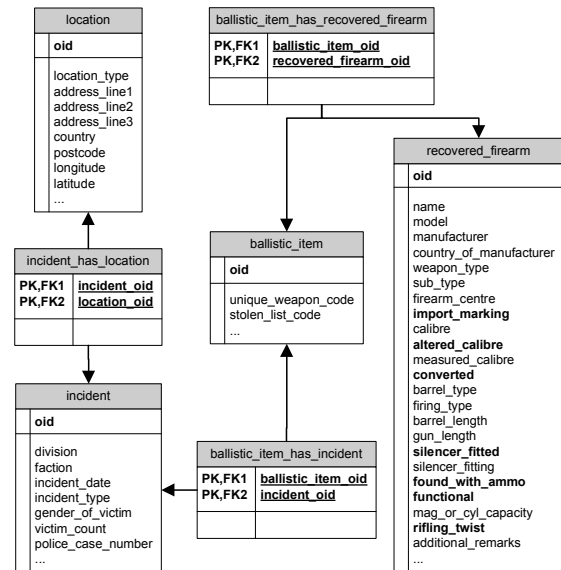 location
oid
location_type
address_line1
address_line2
address_line3
country
postcode
longitude
latitude
...
ballistic_item_has_recovered_firearm
PK,FK1 ballistic_item_oid
PK,FK2 recovered_firearm_oid
recovered_firearm
oid
name
model
manufacturer
country_of_manufacturer
weapon_type
sub_type
firearm_centre
import_marking
calibre
altered_calibre
measured_calibre
converted
barrel_type
firing_type
barrel_length
gun_length
silencer_fitted
silencer_fitting
found_with_ammo
functional
mag_or_cyl_capacity
rifling_twist
additional_remarks
...
ballistic_item
oid
unique_weapon_code
stolen_list_code
...
incident_has_location
PK,FK1 incident_oid
PK,FK2 location_oid
incident
oid
division
faction
incident_date
incident_type
gender_of_victim
victim_count
police_case_number
...
ballistic_item_has_incident
PK,FK1 ballistic_item_oid
PK,FK2 incident_oid